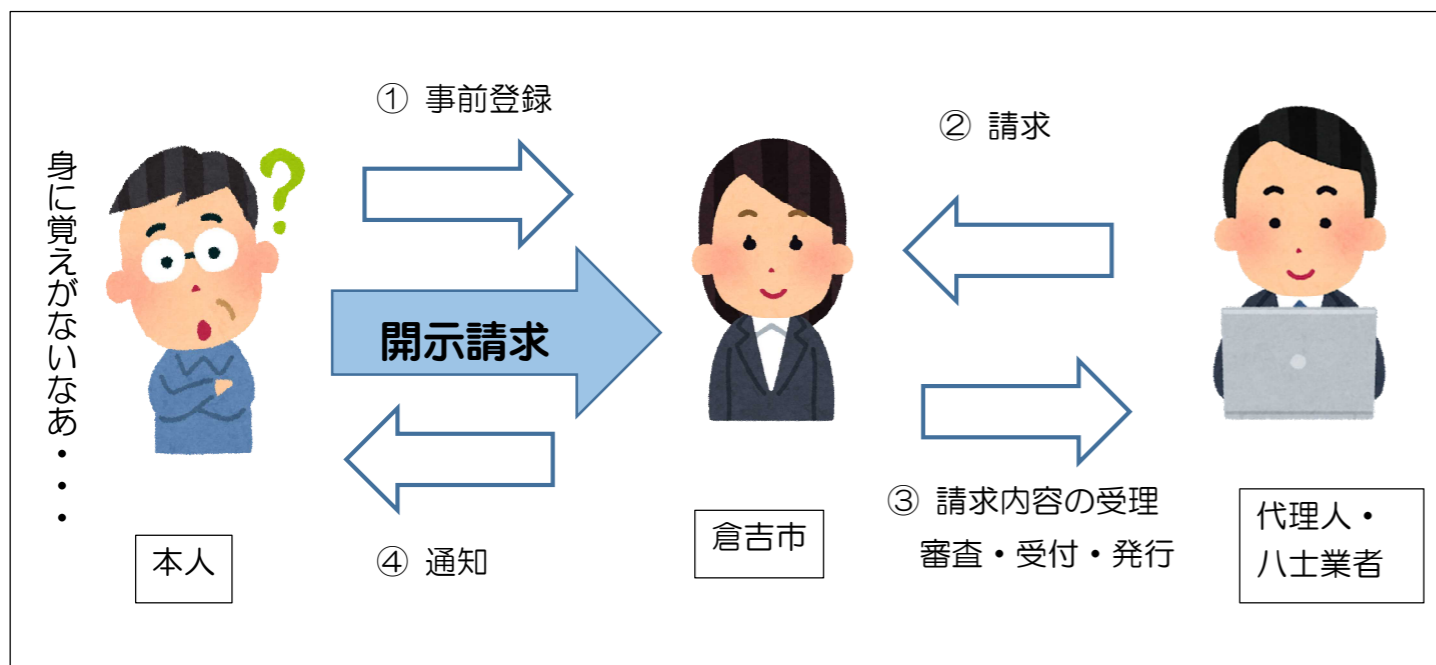 ① 事前登録
② 請求
身に覚えがないなあ・・・
開示請求
③ 請求内容の受理
審査・受付・発行
④ 通知
本人
倉吉市
代理人・
八士業者